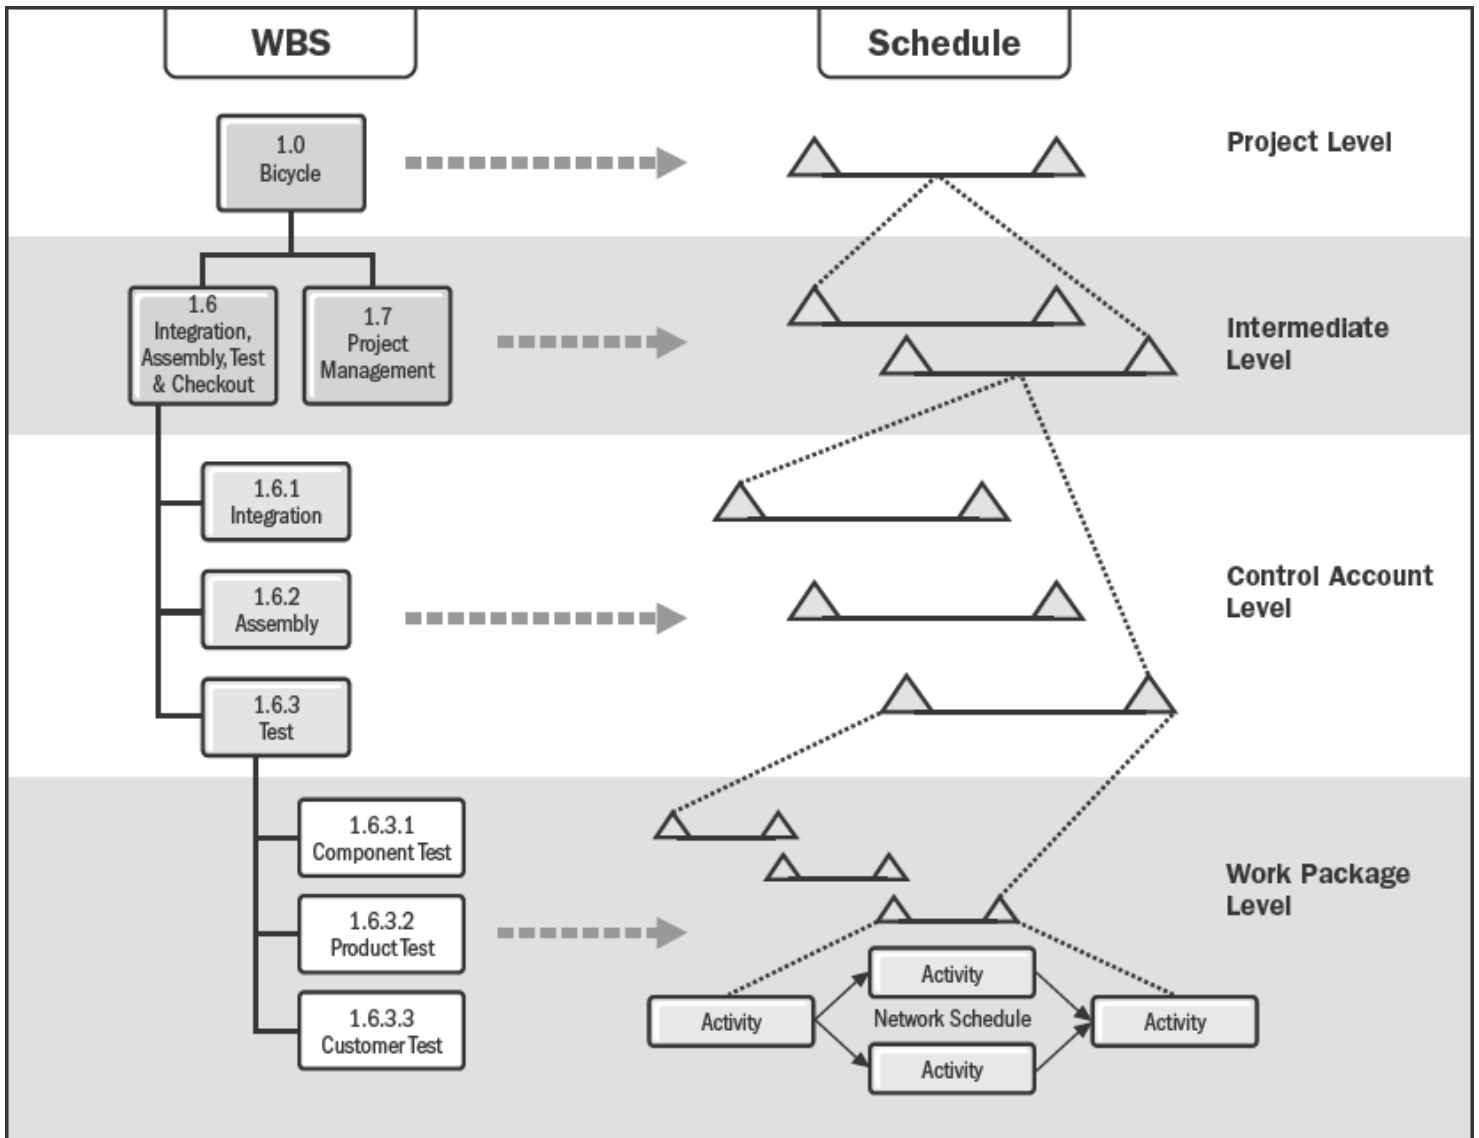 WBS
Schedule
1.0
Bicycle
Project Level
1.6
Integration,
Assembly, Test
& Checkout
1.7
Project
Management
Intermediate
Level
1.6.1
Integration
1.6.2
Assembly
1.6.3
Test
Control Account
Level
1.6.3.1
Component Test
1.6.3.2
Product Test
1.6.3.3
Customer Test
Work Package
Level
Activity
Activity
Network Schedule
Activity
Activity